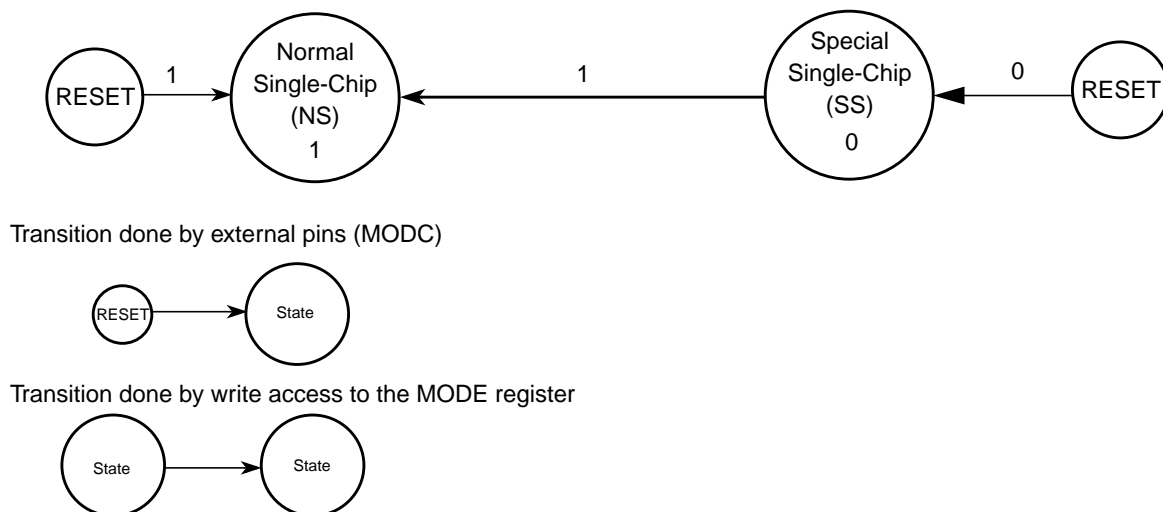 RESET
1
Normal
Single-Chip
(NS)
1
1
Special
Single-Chip
(SS)
0
0
RESET
Transition done by external pins (MODC)
RESET
State
Transition done by write access to the MODE register
State
State